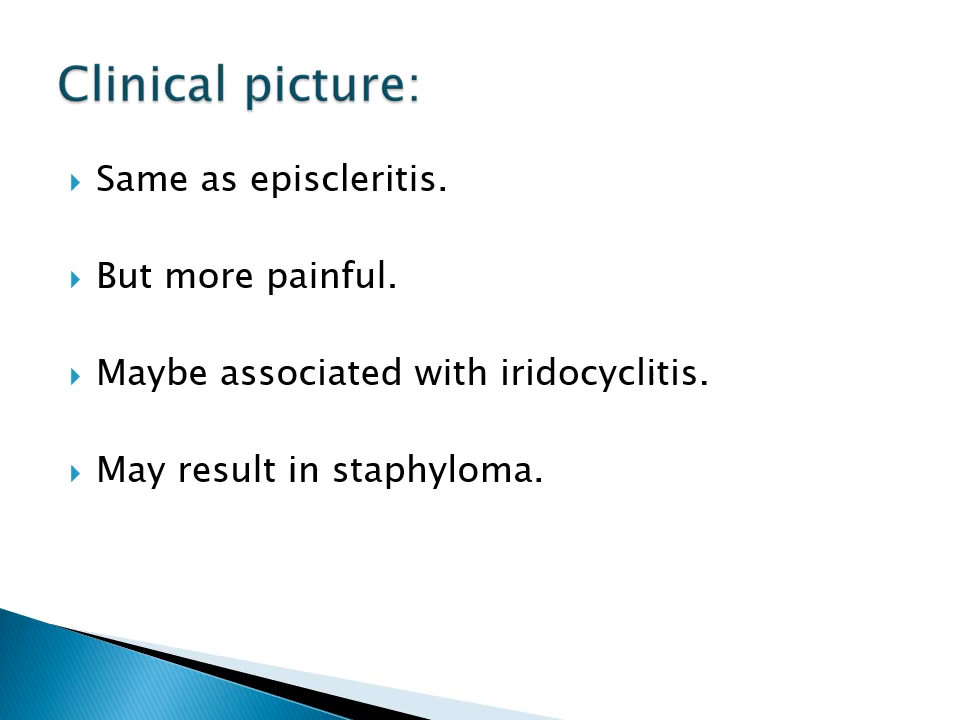 Clinical picture:
Same as episcleritis.
But more painful.
Maybe associated with iridocyclitis.
May result in staphyloma.